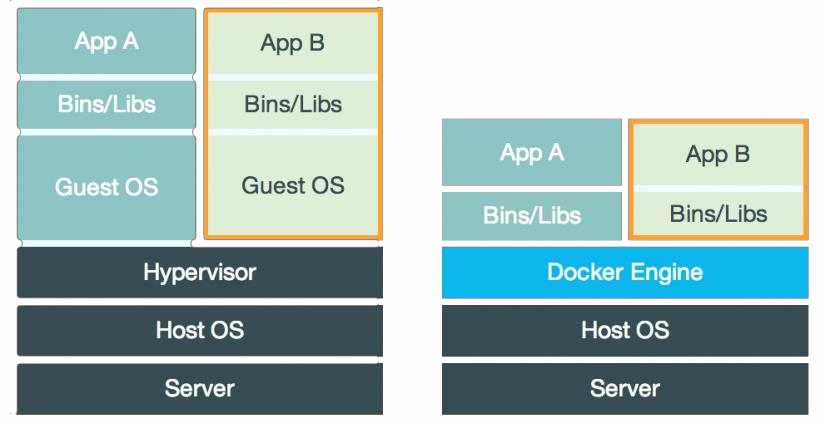 App A
Bins/Libs
Guest OS
App B
Bins/Libs
Guest OS
Hypervisor
Host OS
Server
App A
Bins/Libs
App B
Bins/Libs
Docker Engine
Host OS
Server